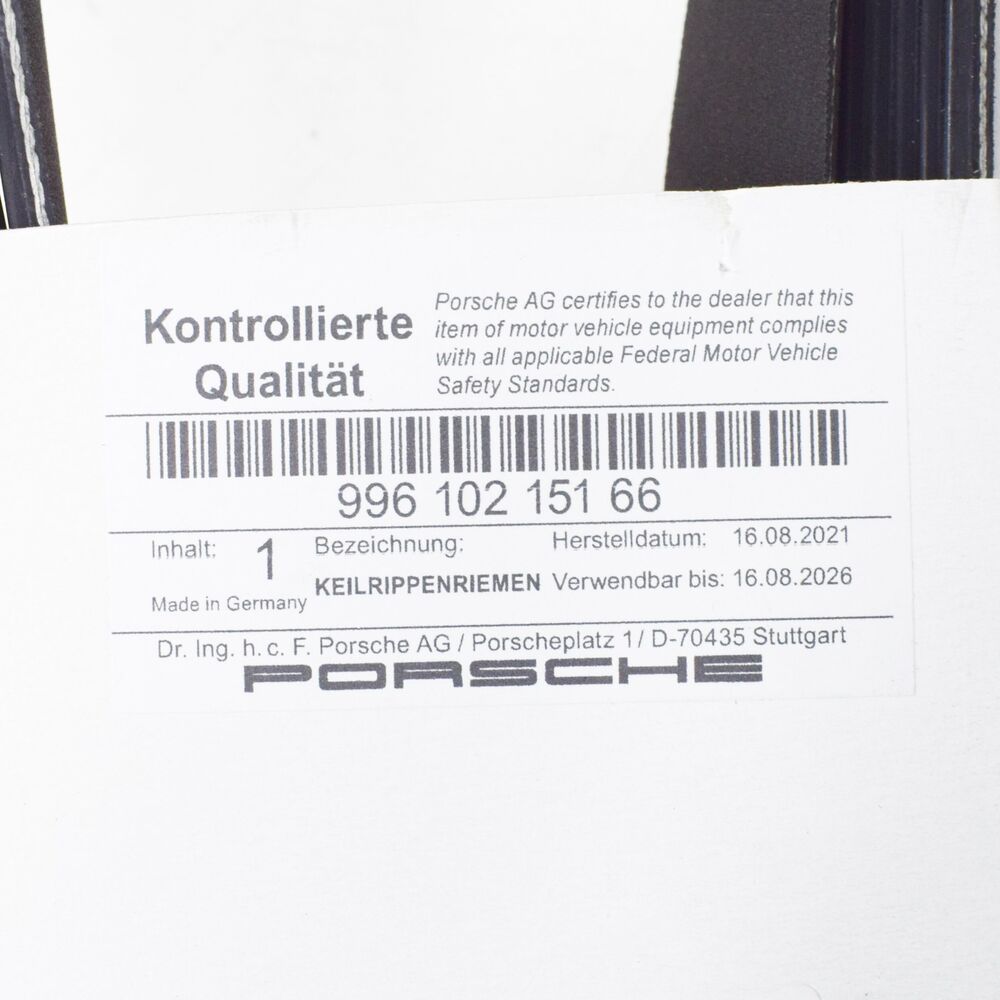 Kontrollierte
Qualität
Porsche AG certifies to the dealer that this
item of motor vehicle equipment complies
with all applicable Federal Motor Vehicle
Safety Standards.
996 102 151 66
Inhalt: 1
Made in Germany
Bezeichnung:
KEILRIPPENRIEMEN
Herstelldatum: 16.08.2021
Verwendbar bis: 16.08.2026
Dr. Ing. h. c. F. Porsche AG / Porscheplatz 1 / D-70435 Stuttgart
PORSCHE